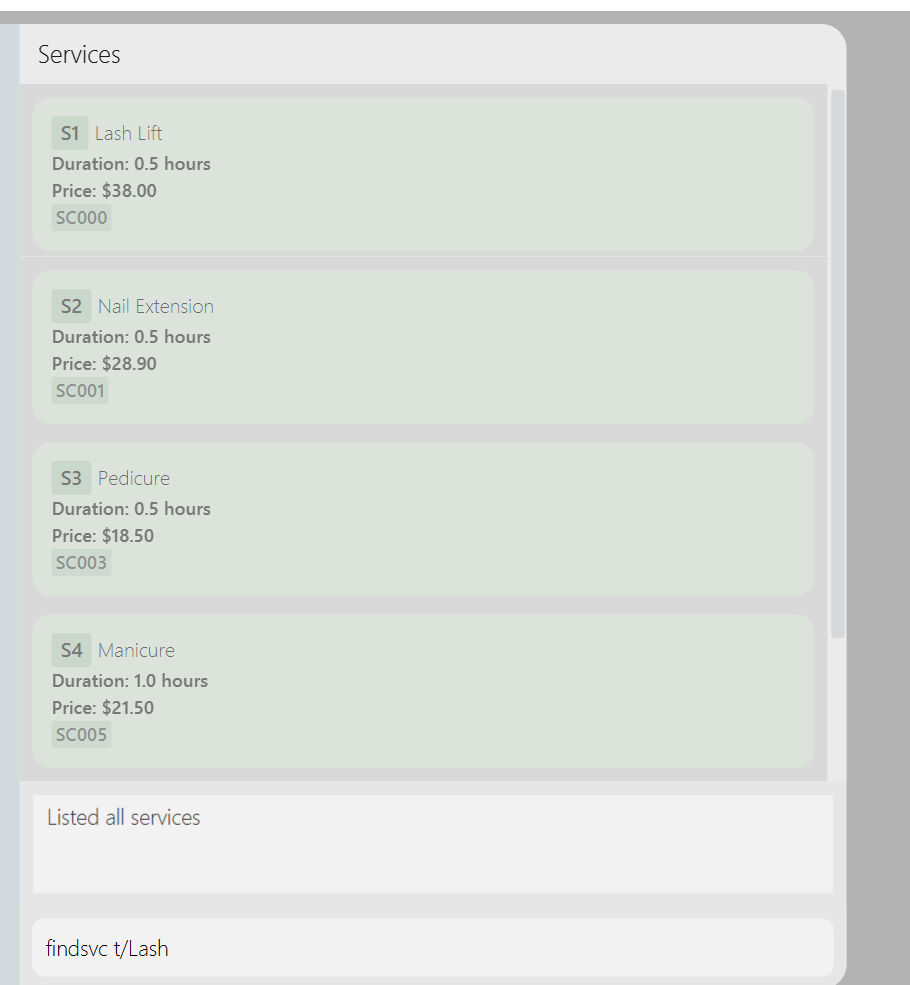 Services
S1 Lash Lift
Duration: 0.5 hours
Price: $38.00
SC000
S2 Nail Extension
Duration: 0.5 hours
Price: $28.90
SC001
S3 Pedicure
Duration: 0.5 hours
Price: $18.50
SC003
S4 Manicure
Duration: 1.0 hours
Price: $21.50
SC005
Listed all services
findsvc t/Lash